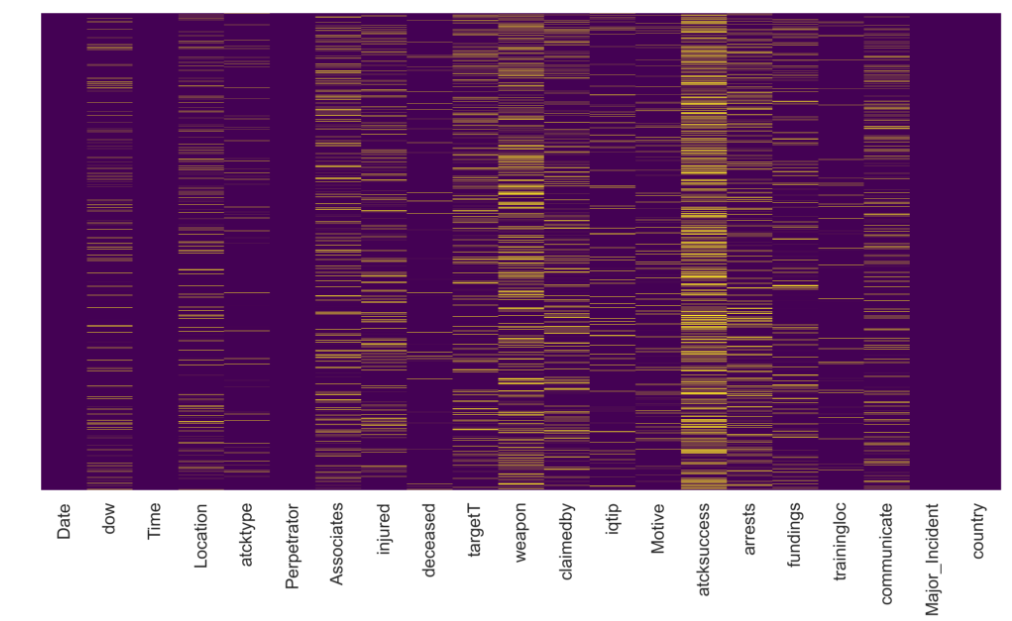 Date
dow
Time
Location
atcktype
Perpetrator
Associates
injured
deceased
targetT
weapon
claimedby
iqtip
Motive
atcksuccess
arrests
fundings
trainingloc
communicate
Major_Incident
country